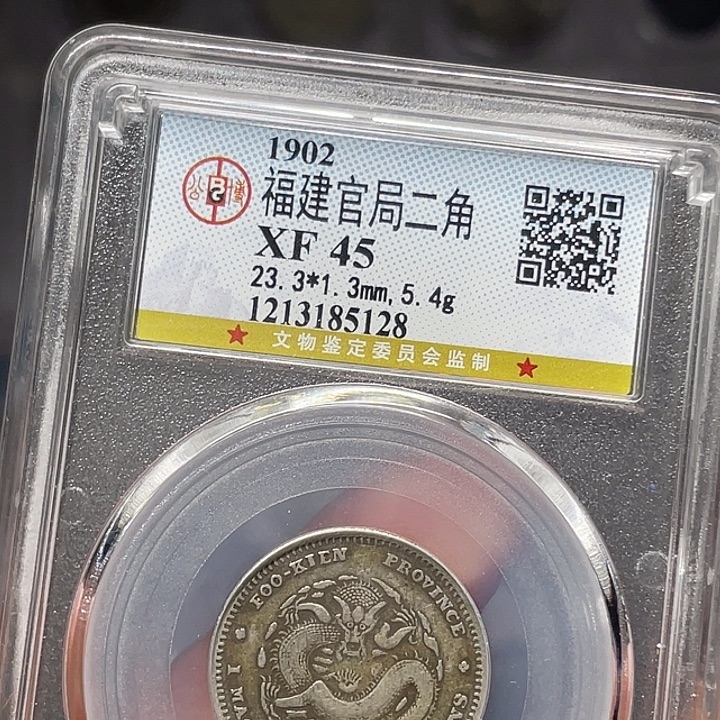 1902
福建官局二角
XF 45
23.3*1.3mm,5.4g
1213185128
文物鉴定委员会监制
FOO-KIEN PROVINCE